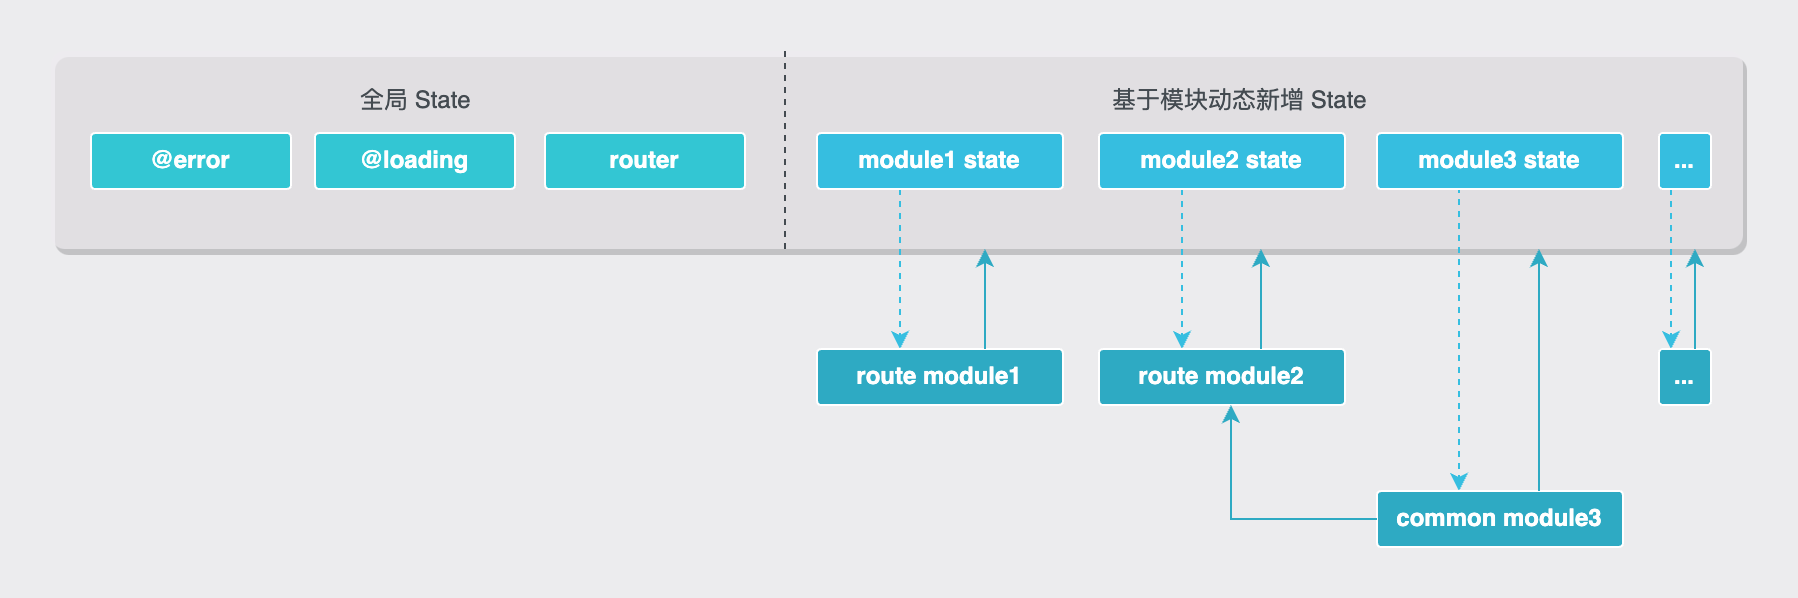 全局 State
基于模块动态新增 State
@error
@loading
router
module1 state
module2 state
module3 state
...
route module1
route module2
...
common module3